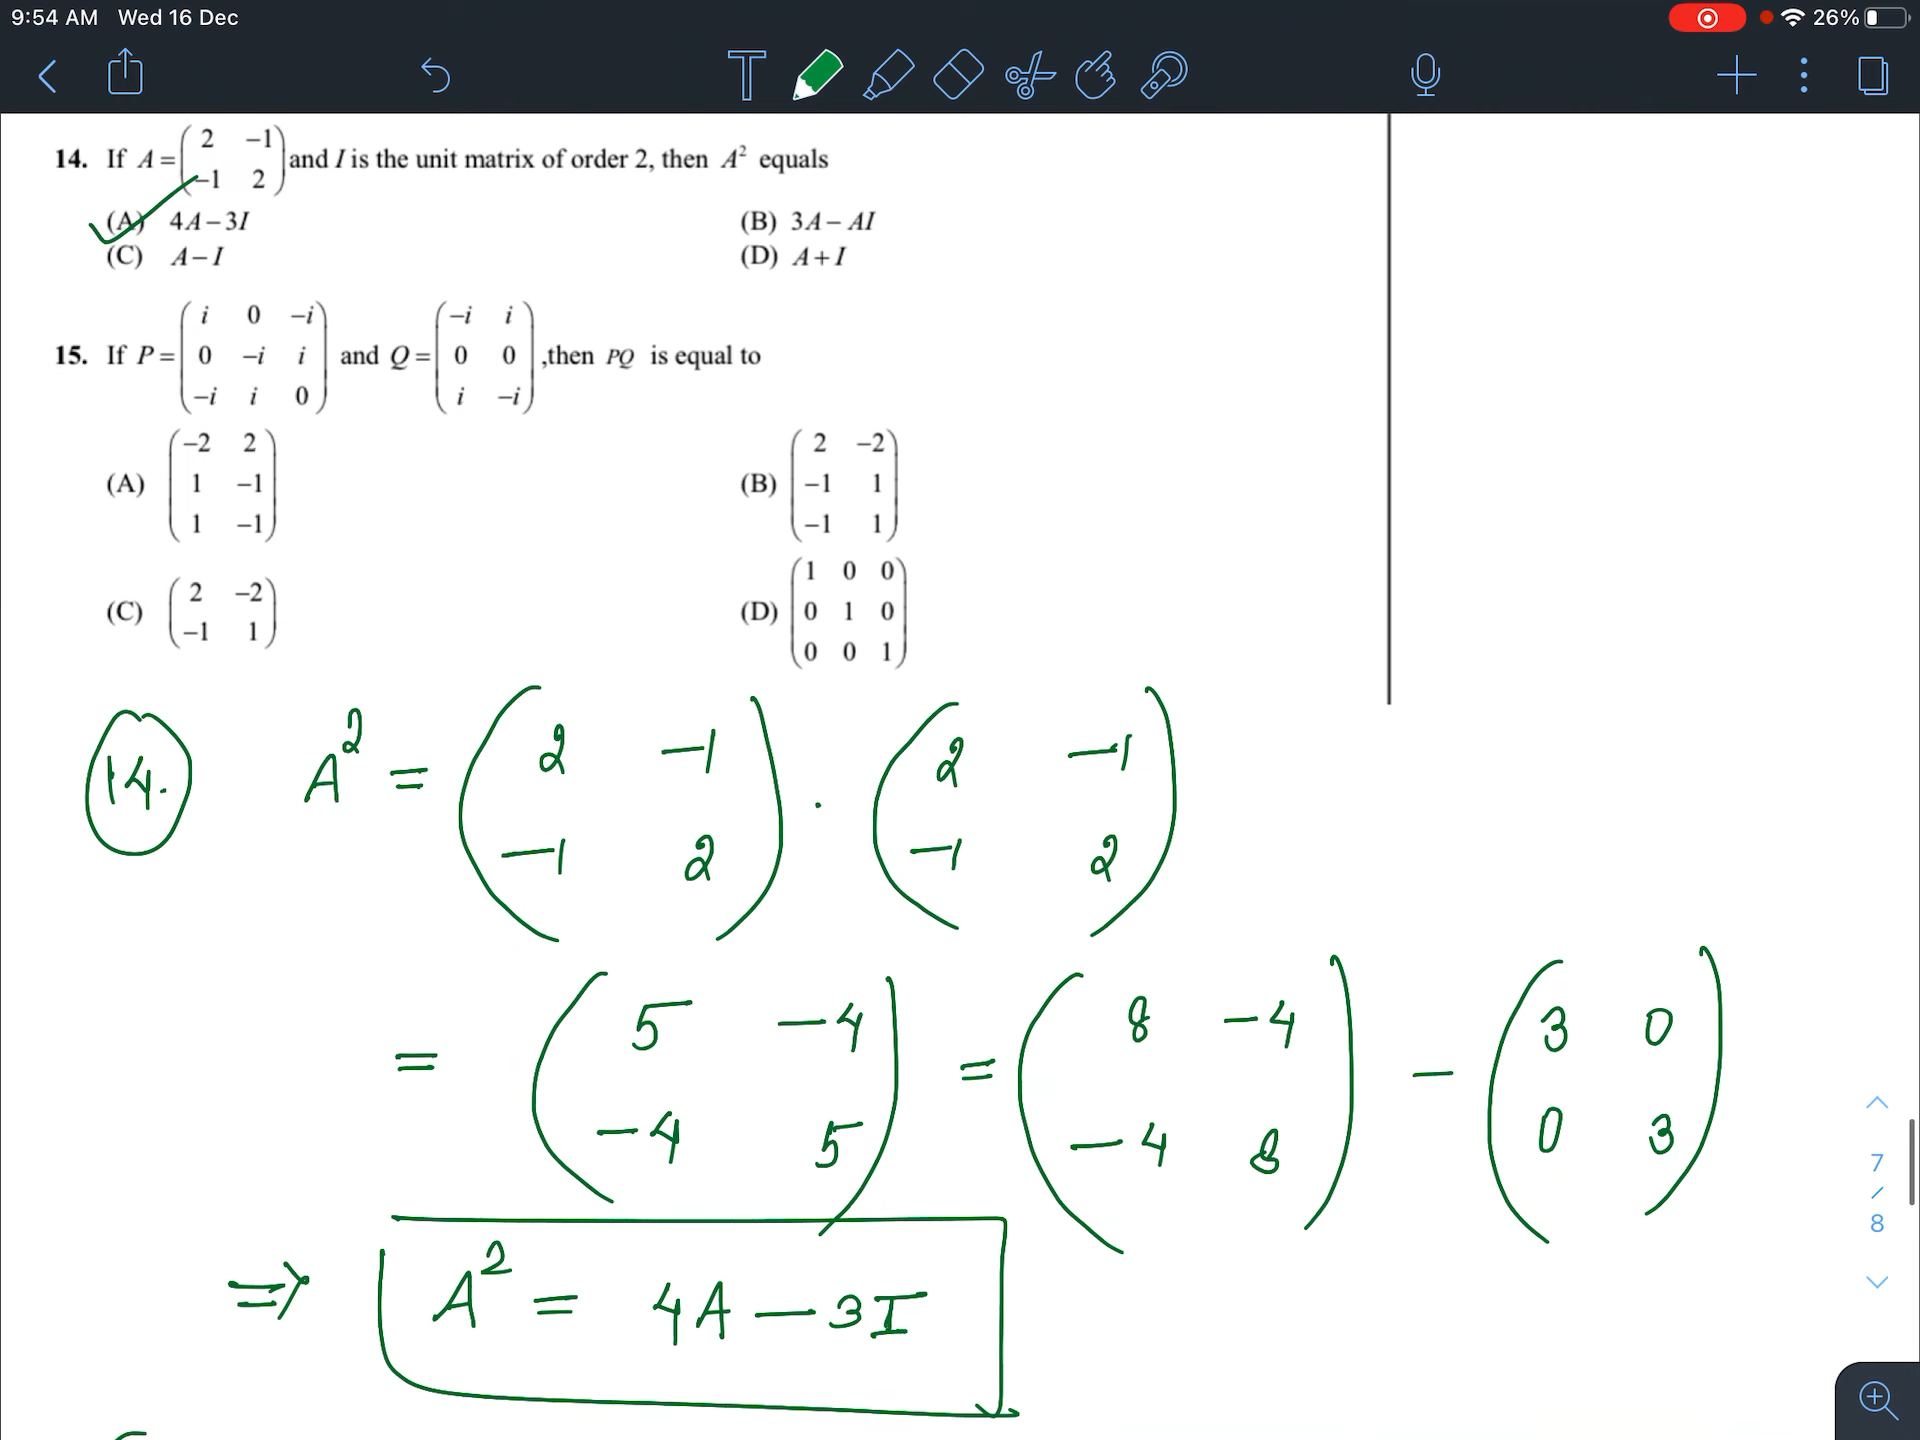 9:54 AM Wed 16 Dec 26%
T
14. If A = ( 2 −1 ; −1 2 ) and I is the unit matrix of order 2, then A² equals
(A) 4A − 3I (B) 3A − AI
(C) A − I (D) A + I
15. If P = ( i 0 −i ; 0 −i i ; −i i 0 ) and Q = ( −i i ; 0 0 ; i −i ) ,then PQ is equal to
(A) ( −2 2 ; 1 −1 ; 1 −1 ) (B) ( 2 −2 ; −1 1 ; −1 1 )
(C) ( 2 −2 ; −1 1 ) (D) ( 1 0 0 ; 0 1 0 ; 0 0 1 )
14. A² = ( 2 −1 ; −1 2 ) . ( 2 −1 ; −1 2 )
= ( 5 −4 ; −4 5 ) = ( 8 −4 ; −4 8 ) − ( 3 0 ; 0 3 )
⇒ A² = 4A − 3I
7
/
8